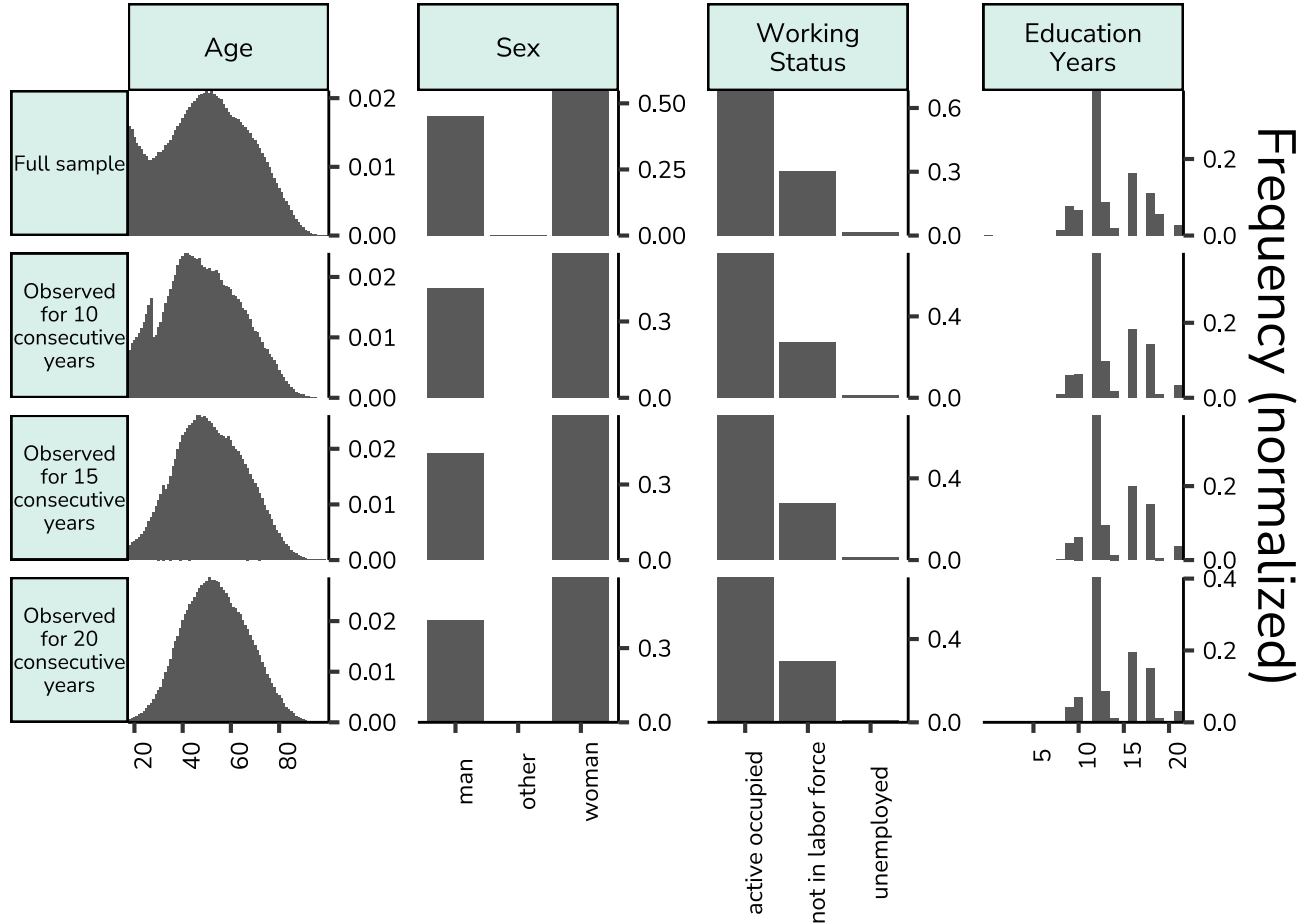 Age
Sex
Working
Status
Education
Years
Full sample
0.02
0.01
0.00
0.50
0.25
0.00
0.6
0.3
0.0
0.2
0.0
Observed
for 10
consecutive
years
0.02
0.01
0.00
0.3
0.0
0.4
0.0
0.2
0.0
Observed
for 15
consecutive
years
0.02
0.01
0.00
0.3
0.0
0.4
0.0
0.2
0.0
Observed
for 20
consecutive
years
0.02
0.01
0.00
0.3
0.0
0.4
0.0
0.4
0.2
0.0
20
40
60
80
man
other
woman
active occupied
not in labor force
unemployed
5
10
15
20
Frequency (normalized)